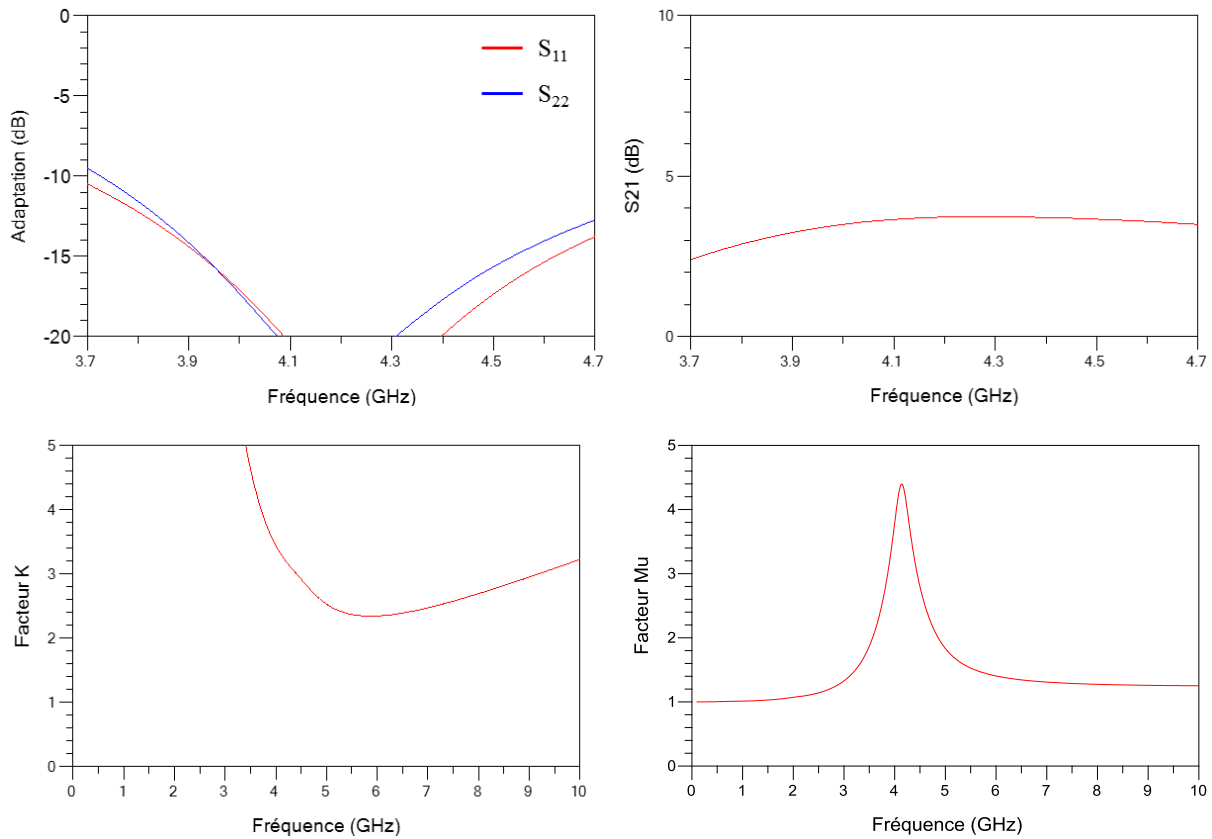 0
-5
-10
-15
-20
Adaptation (dB)
S11
S22
3.7 3.9 4.1 4.3 4.5 4.7
Fréquence (GHz)
10
5
0
S21 (dB)
3.7 3.9 4.1 4.3 4.5 4.7
Fréquence (GHz)
5
4
3
2
1
0
Facteur K
0 1 2 3 4 5 6 7 8 9 10
Fréquence (GHz)
5
4
3
2
1
0
Facteur Mu
0 1 2 3 4 5 6 7 8 9 10
Fréquence (GHz)